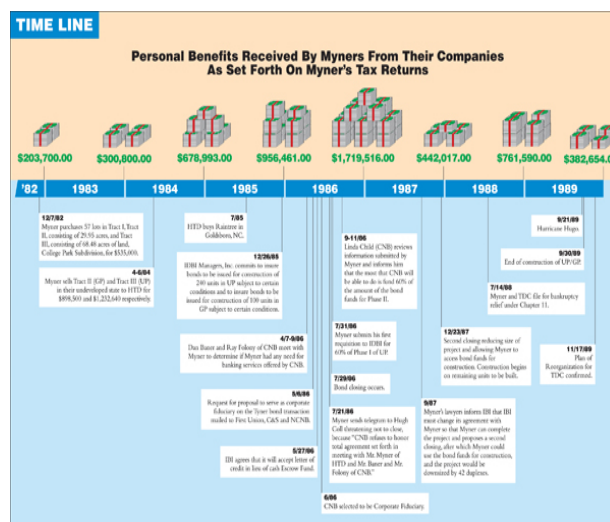 TIME LINE
Personal Benefits Received By Myners From Their Companies
As Set Forth On Myner's Tax Returns
$203,700.00
$300,800.00
$678,993.00
$956,461.00
$1,719,516.00
$442,017.00
$761,590.00
$382,654.0
'82
1983
1984
1985
1986
1987
1988
1989
12/7/82
Myner purchases 57 lots in Tract I, Tract
II, consisting of 29.95 acres, and Tract
III, consisting of 68.48 acres of land,
College Park Subdivision, for $535,000.
4-6/84
Myner sells Tract II (GP) and Tract III (UP)
in their undeveloped state to HTD for
$898,500 and $1,232,640 respectively.
7/85
HTD buys Raintree in
Goldsboro, NC.
12/26/85
IDBI Managers, Inc. commits to issure
bonds to be issued for construction of
200 units in UP subject to certain
conditions and to issure bonds to be
issued for construction of 100 units in
GP subject to certain conditions.
4/7-9/86
Dan Baxer and Ray Folony of CNB meet with
Myner to determine if Myner had any need for
banking services offered by CNB.
5/6/86
Request for proposal to serve as corporate
fiduciary on the Tyner bond transaction
mailed to First Union, C&S and NCNB.
5/27/86
IBI agrees that it will accept letter of
credit in lieu of cash Escrow Fund.
6/86
CNB selected to be Corporate Fiduciary.
9-11/86
Linda Child (CNB) reviews
information submitted by
Myner and informs him
that the most that CNB will
be able to do is fund 60%
of the amount of the bond
funds for Phase II.
7/31/86
Myner submits his first
requisition to IDBI for
60% of Phase I of UP.
7/29/86
Bond closing occurs.
7/21/86
Myner sends telegram to Hugh
Coll threatening not to close,
because "CNB refuses to honor
total agreement set forth in
meeting with Mr. Myner of
HTD and Mr. Baxer and Mr.
Folony of CNB."
9/87
Myner's lawyer informs IBI that IBI
must change its agreement with
Myner so that Myner can complete
the project and proposes a second
closing, after which Myner could
use the bond funds for construction,
and the project would be
downsized by 42 duplexes.
12/23/87
Second closing reducing size of
project and allowing Myner to
access bond funds for
construction. Construction begins
on remaining units to be built.
7/14/88
Myner and TDC file for bankruptcy
relief under Chapter 11.
9/21/89
Hurricane Hugo.
9/30/89
End of construction of UP/GP.
11/17/89
Plan of
Reorganization for
TDC confirmed.